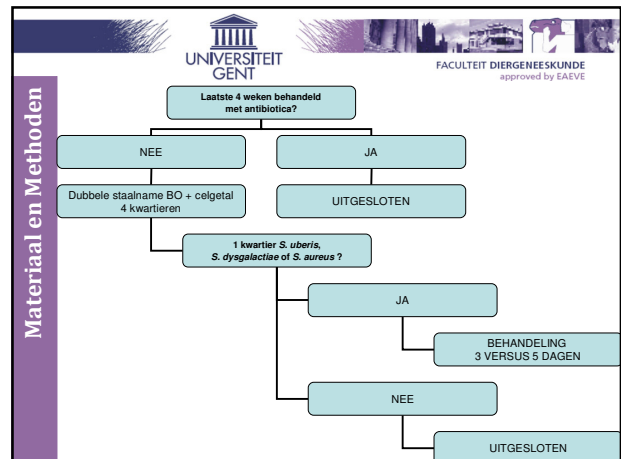 UNIVERSITEIT
GENT
FACULTEIT DIERGENEESKUNDE
approved by EAEVE
Materiaal en Methoden
Laatste 4 weken behandeld
met antibiotica?
NEE
JA
Dubbele staalname BO + celgetal
4 kwartieren
UITGESLOTEN
1 kwartier S. uberis,
S. dysgalactiae of S. aureus ?
JA
BEHANDELING
3 VERSUS 5 DAGEN
NEE
UITGESLOTEN